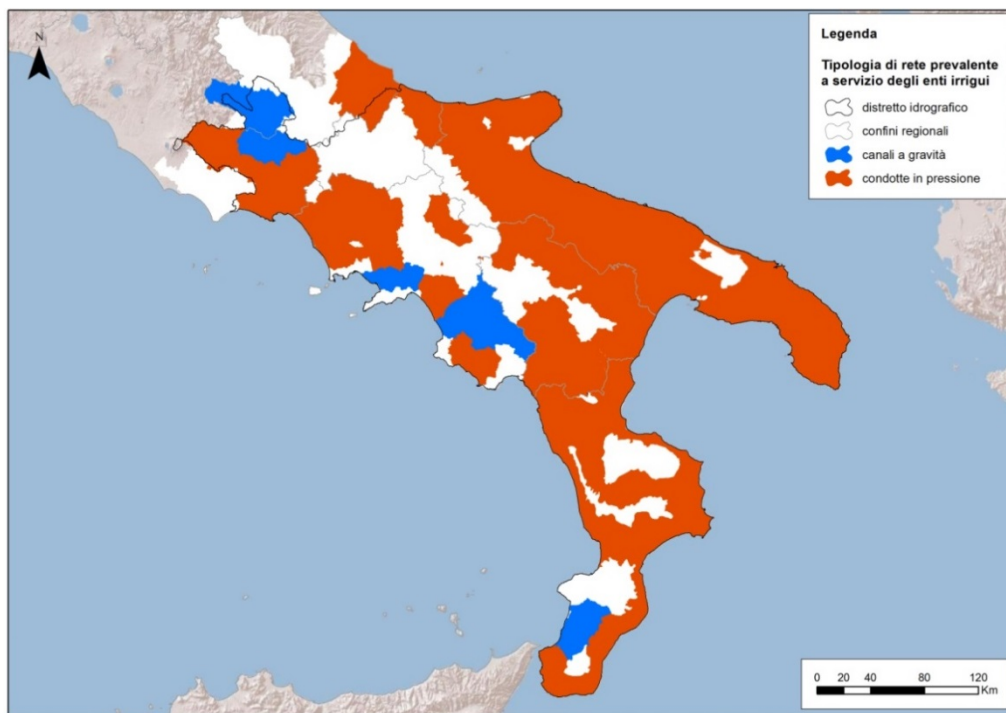 N
Legenda
Tipologia di rete prevalente
a servizio degli enti irrigui
distretto idrografico
confini regionali
canali a gravità
condotte in pressione
0 20 40 60 80 120
Km